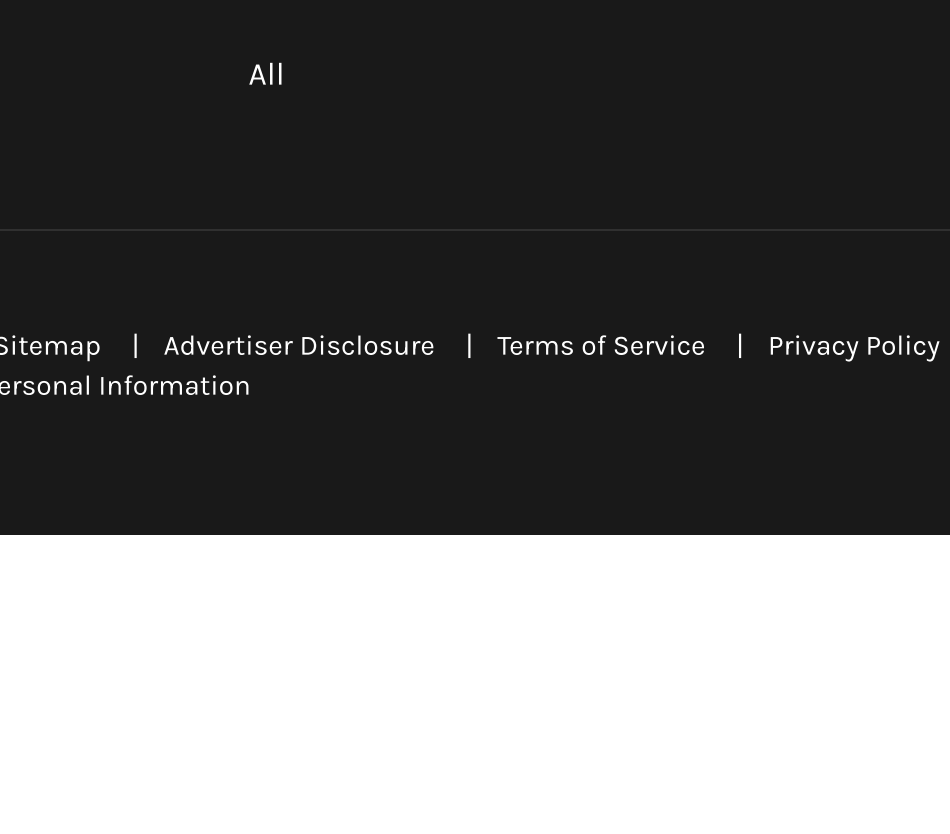 All
Sitemap | Advertiser Disclosure | Terms of Service | Privacy Policy
ersonal Information